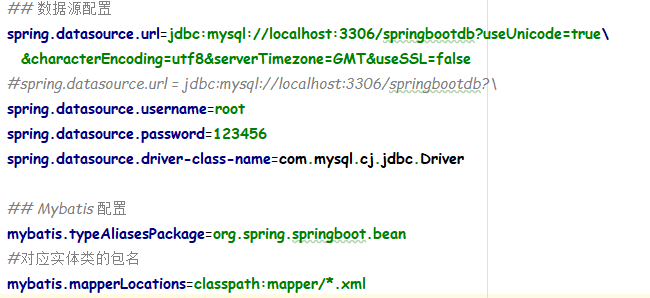 ## 数据源配置
spring.datasource.url=jdbc:mysql://localhost:3306/springbootdb?useUnicode=true\
&characterEncoding=utf8&serverTimezone=GMT&useSSL=false
#spring.datasource.url = jdbc:mysql://localhost:3306/springbootdb?\
spring.datasource.username=root
spring.datasource.password=123456
spring.datasource.driver-class-name=com.mysql.cj.jdbc.Driver
## Mybatis 配置
mybatis.typeAliasesPackage=org.spring.springboot.bean
#对应实体类的包名
mybatis.mapperLocations=classpath:mapper/*.xml